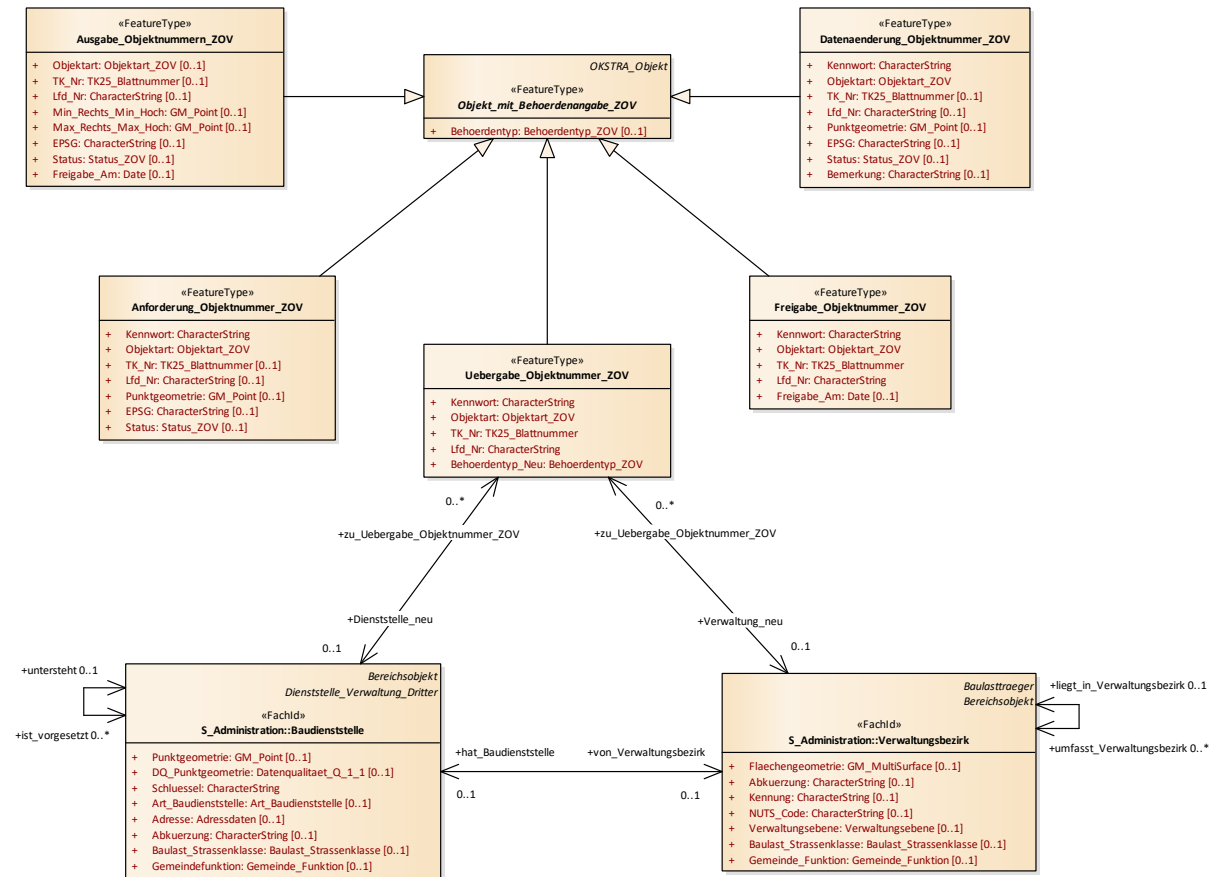 «FeatureType»
Ausgabe_Objektnummern_ZOV
+ Objektart: Objektart_ZOV [0..1]
+ TK_Nr: TK25_Blattnummer [0..1]
+ Lfd_Nr: CharacterString [0..1]
+ Min_Rechts_Min_Hoch: GM_Point [0..1]
+ Max_Rechts_Max_Hoch: GM_Point [0..1]
+ EPSG: CharacterString [0..1]
+ Status: Status_ZOV [0..1]
+ Freigabe_Am: Date [0..1]
OKSTRA_Objekt
«FeatureType»
Objekt_mit_Behoerdenangabe_ZOV
+ Behoerdentyp: Behoerdentyp_ZOV [0..1]
«FeatureType»
Datenaenderung_Objektnummer_ZOV
+ Kennwort: CharacterString
+ Objektart: Objektart_ZOV
+ TK_Nr: TK25_Blattnummer [0..1]
+ Lfd_Nr: CharacterString [0..1]
+ Punktgeometrie: GM_Point [0..1]
+ EPSG: CharacterString [0..1]
+ Status: Status_ZOV [0..1]
+ Bemerkung: CharacterString [0..1]
«FeatureType»
Anforderung_Objektnummer_ZOV
+ Kennwort: CharacterString
+ Objektart: Objektart_ZOV
+ TK_Nr: TK25_Blattnummer [0..1]
+ Lfd_Nr: CharacterString [0..1]
+ Punktgeometrie: GM_Point [0..1]
+ EPSG: CharacterString [0..1]
+ Status: Status_ZOV [0..1]
«FeatureType»
Uebergabe_Objektnummer_ZOV
+ Kennwort: CharacterString
+ Objektart: Objektart_ZOV
+ TK_Nr: TK25_Blattnummer
+ Lfd_Nr: CharacterString
+ Behoerdentyp_Neu: Behoerdentyp_ZOV
«FeatureType»
Freigabe_Objektnummer_ZOV
+ Kennwort: CharacterString
+ Objektart: Objektart_ZOV
+ TK_Nr: TK25_Blattnummer
+ Lfd_Nr: CharacterString
+ Freigabe_Am: Date [0..1]
0..*
+zu_Uebergabe_Objektnummer_ZOV
0..*
+zu_Uebergabe_Objektnummer_ZOV
+Dienststelle_neu
0..1
+Verwaltung_neu
0..1
+untersteht 0..1
+ist_vorgesetzt 0..*
Bereichsobjekt
Dienststelle_Verwaltung_Dritter
«FachId»
S_Administration::Baudienststelle
+ Punktgeometrie: GM_Point [0..1]
+ DQ_Punktgeometrie: Datenqualitaet_Q_1_1 [0..1]
+ Schluessel: CharacterString
+ Art_Baudienststelle: Art_Baudienststelle [0..1]
+ Adresse: Adressdaten [0..1]
+ Abkuerzung: CharacterString [0..1]
+ Baulast_Strassenklasse: Baulast_Strassenklasse [0..1]
+ Gemeindefunktion: Gemeinde_Funktion [0..1]
+hat_Baudienststelle
0..1
+von_Verwaltungsbezirk
0..1
Baulasttraeger
Bereichsobjekt
«FachId»
S_Administration::Verwaltungsbezirk
+ Flaechengeometrie: GM_MultiSurface [0..1]
+ Abkuerzung: CharacterString [0..1]
+ Kennung: CharacterString [0..1]
+ NUTS_Code: CharacterString [0..1]
+ Verwaltungsebene: Verwaltungsebene [0..1]
+ Baulast_Strassenklasse: Baulast_Strassenklasse [0..1]
+ Gemeinde_Funktion: Gemeinde_Funktion [0..1]
+liegt_in_Verwaltungsbezirk 0..1
+umfasst_Verwaltungsbezirk 0..*